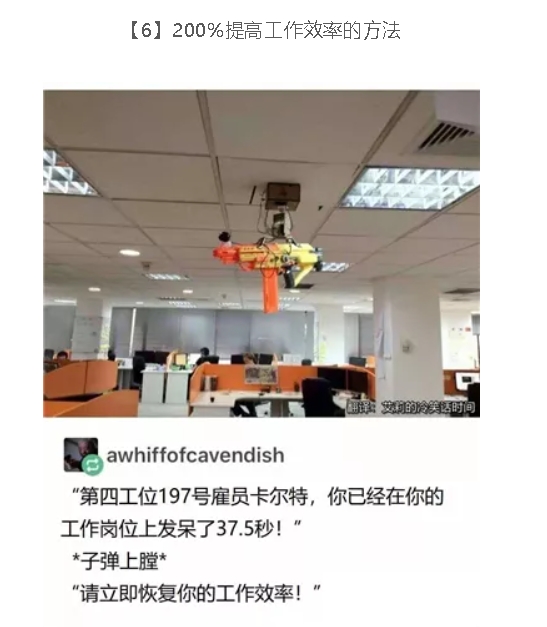 【6】200%提高工作效率的方法
翻译：艾莉的冷笑话时间
awhiffofcavendish
“第四工位197号雇员卡尔特，你已经在你的
工作岗位上发呆了37.5秒！”
*子弹上膛*
“请立即恢复你的工作效率！”